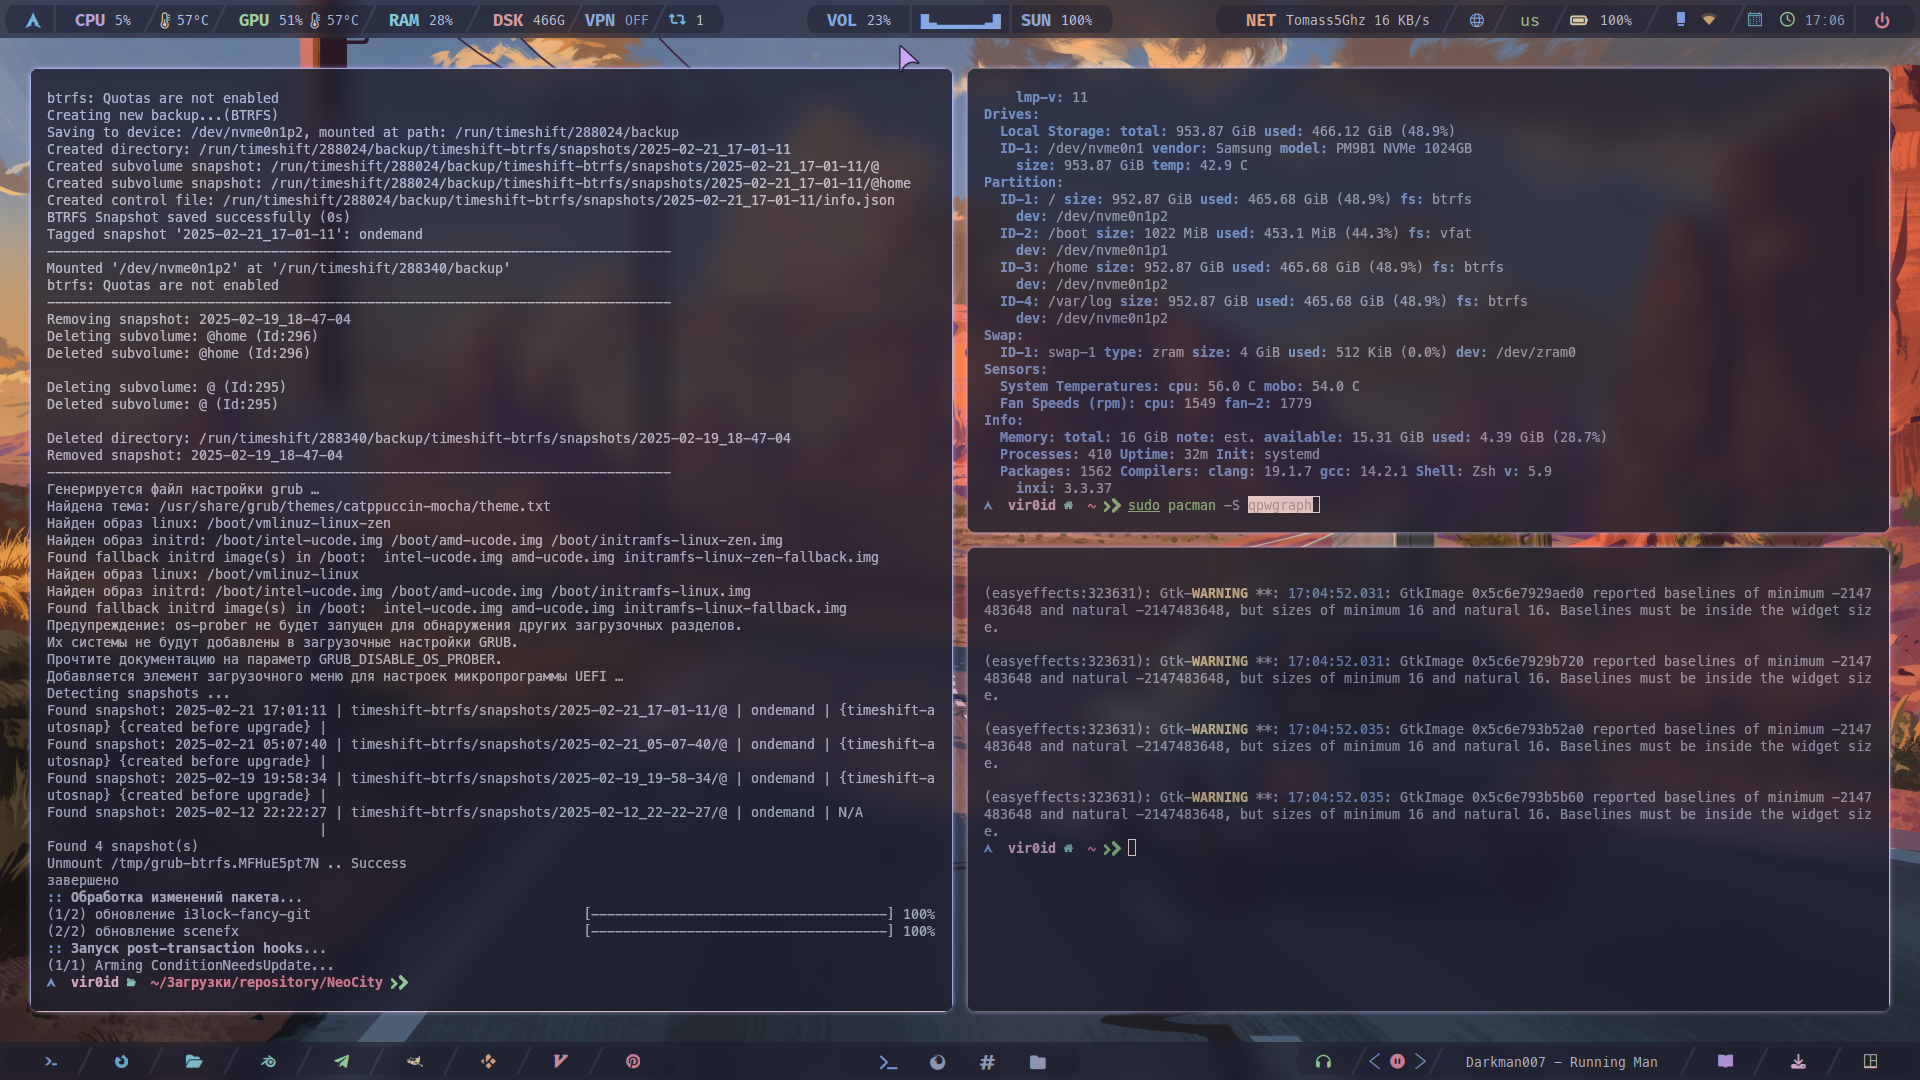 CPU 5% 57°C GPU 51% 57°C RAM 28% DSK 466G VPN OFF 1 VOL 23% SUN 100% NET Tomass5Ghz 16 KB/s us 100% 17:06
btrfs: Quotas are not enabled
Creating new backup...(BTRFS)
Saving to device: /dev/nvme0n1p2, mounted at path: /run/timeshift/288024/backup
Created directory: /run/timeshift/288024/backup/timeshift-btrfs/snapshots/2025-02-21_17-01-11
Created subvolume snapshot: /run/timeshift/288024/backup/timeshift-btrfs/snapshots/2025-02-21_17-01-11/@
Created subvolume snapshot: /run/timeshift/288024/backup/timeshift-btrfs/snapshots/2025-02-21_17-01-11/@home
Created control file: /run/timeshift/288024/backup/timeshift-btrfs/snapshots/2025-02-21_17-01-11/info.json
BTRFS Snapshot saved successfully (0s)
Tagged snapshot '2025-02-21_17-01-11': ondemand
------------------------------------------------------------------------------
Mounted '/dev/nvme0n1p2' at '/run/timeshift/288340/backup'
btrfs: Quotas are not enabled
------------------------------------------------------------------------------
Removing snapshot: 2025-02-19_18-47-04
Deleting subvolume: @home (Id:296)
Deleted subvolume: @home (Id:296)
Deleting subvolume: @ (Id:295)
Deleted subvolume: @ (Id:295)
Deleted directory: /run/timeshift/288340/backup/timeshift-btrfs/snapshots/2025-02-19_18-47-04
Removed snapshot: 2025-02-19_18-47-04
------------------------------------------------------------------------------
Генерируется файл настройки grub …
Найдена тема: /usr/share/grub/themes/catppuccin-mocha/theme.txt
Найден образ linux: /boot/vmlinuz-linux-zen
Найден образ initrd: /boot/intel-ucode.img /boot/amd-ucode.img /boot/initramfs-linux-zen.img
Found fallback initrd image(s) in /boot:  intel-ucode.img amd-ucode.img initramfs-linux-zen-fallback.img
Найден образ linux: /boot/vmlinuz-linux
Найден образ initrd: /boot/intel-ucode.img /boot/amd-ucode.img /boot/initramfs-linux.img
Found fallback initrd image(s) in /boot:  intel-ucode.img amd-ucode.img initramfs-linux-fallback.img
Предупреждение: os-prober не будет запущен для обнаружения других загрузочных разделов.
Их системы не будут добавлены в загрузочные настройки GRUB.
Прочтите документацию на параметр GRUB_DISABLE_OS_PROBER.
Добавляется элемент загрузочного меню для настроек микропрограммы UEFI …
Detecting snapshots ...
Found snapshot: 2025-02-21 17:01:11 | timeshift-btrfs/snapshots/2025-02-21_17-01-11/@ | ondemand | {timeshift-a
utosnap} {created before upgrade} |
Found snapshot: 2025-02-21 05:07:40 | timeshift-btrfs/snapshots/2025-02-21_05-07-40/@ | ondemand | {timeshift-a
utosnap} {created before upgrade} |
Found snapshot: 2025-02-19 19:58:34 | timeshift-btrfs/snapshots/2025-02-19_19-58-34/@ | ondemand | {timeshift-a
utosnap} {created before upgrade} |
Found snapshot: 2025-02-12 22:22:27 | timeshift-btrfs/snapshots/2025-02-12_22-22-27/@ | ondemand | N/A
|
Found 4 snapshot(s)
Unmount /tmp/grub-btrfs.MFHuE5pt7N .. Success
завершено
:: Обработка изменений пакета...
(1/2) обновление i3lock-fancy-git [-------------------------------------] 100%
(2/2) обновление scenefx [-------------------------------------] 100%
:: Запуск post-transaction hooks...
(1/1) Arming ConditionNeedsUpdate...
vir0id ~/Загрузки/repository/NeoCity
lmp-v: 11
Drives:
Local Storage: total: 953.87 GiB used: 466.12 GiB (48.9%)
ID-1: /dev/nvme0n1 vendor: Samsung model: PM9B1 NVMe 1024GB
size: 953.87 GiB temp: 42.9 C
Partition:
ID-1: / size: 952.87 GiB used: 465.68 GiB (48.9%) fs: btrfs
dev: /dev/nvme0n1p2
ID-2: /boot size: 1022 MiB used: 453.1 MiB (44.3%) fs: vfat
dev: /dev/nvme0n1p1
ID-3: /home size: 952.87 GiB used: 465.68 GiB (48.9%) fs: btrfs
dev: /dev/nvme0n1p2
ID-4: /var/log size: 952.87 GiB used: 465.68 GiB (48.9%) fs: btrfs
dev: /dev/nvme0n1p2
Swap:
ID-1: swap-1 type: zram size: 4 GiB used: 512 KiB (0.0%) dev: /dev/zram0
Sensors:
System Temperatures: cpu: 56.0 C mobo: 54.0 C
Fan Speeds (rpm): cpu: 1549 fan-2: 1779
Info:
Memory: total: 16 GiB note: est. available: 15.31 GiB used: 4.39 GiB (28.7%)
Processes: 410 Uptime: 32m Init: systemd
Packages: 1562 Compilers: clang: 19.1.7 gcc: 14.2.1 Shell: Zsh v: 5.9
inxi: 3.3.37
vir0id ~ sudo pacman -S qpwgraph
(easyeffects:323631): Gtk-WARNING **: 17:04:52.031: GtkImage 0x5c6e7929aed0 reported baselines of minimum -2147
483648 and natural -2147483648, but sizes of minimum 16 and natural 16. Baselines must be inside the widget siz
e.
(easyeffects:323631): Gtk-WARNING **: 17:04:52.031: GtkImage 0x5c6e7929b720 reported baselines of minimum -2147
483648 and natural -2147483648, but sizes of minimum 16 and natural 16. Baselines must be inside the widget siz
e.
(easyeffects:323631): Gtk-WARNING **: 17:04:52.035: GtkImage 0x5c6e793b52a0 reported baselines of minimum -2147
483648 and natural -2147483648, but sizes of minimum 16 and natural 16. Baselines must be inside the widget siz
e.
(easyeffects:323631): Gtk-WARNING **: 17:04:52.035: GtkImage 0x5c6e793b5b60 reported baselines of minimum -2147
483648 and natural -2147483648, but sizes of minimum 16 and natural 16. Baselines must be inside the widget siz
e.
vir0id ~
Darkman007 - Running Man